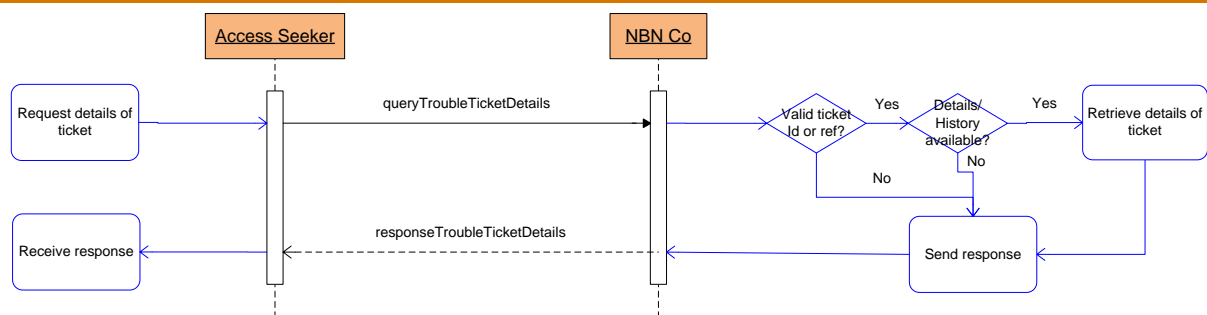 Access Seeker
NBN Co
Request details of
ticket
queryTroubleTicketDetails
Valid ticket
Id or ref?
Yes
Details/
History
available?
Yes
Retrieve details of
ticket
No
No
Receive response
responseTroubleTicketDetails
Send response